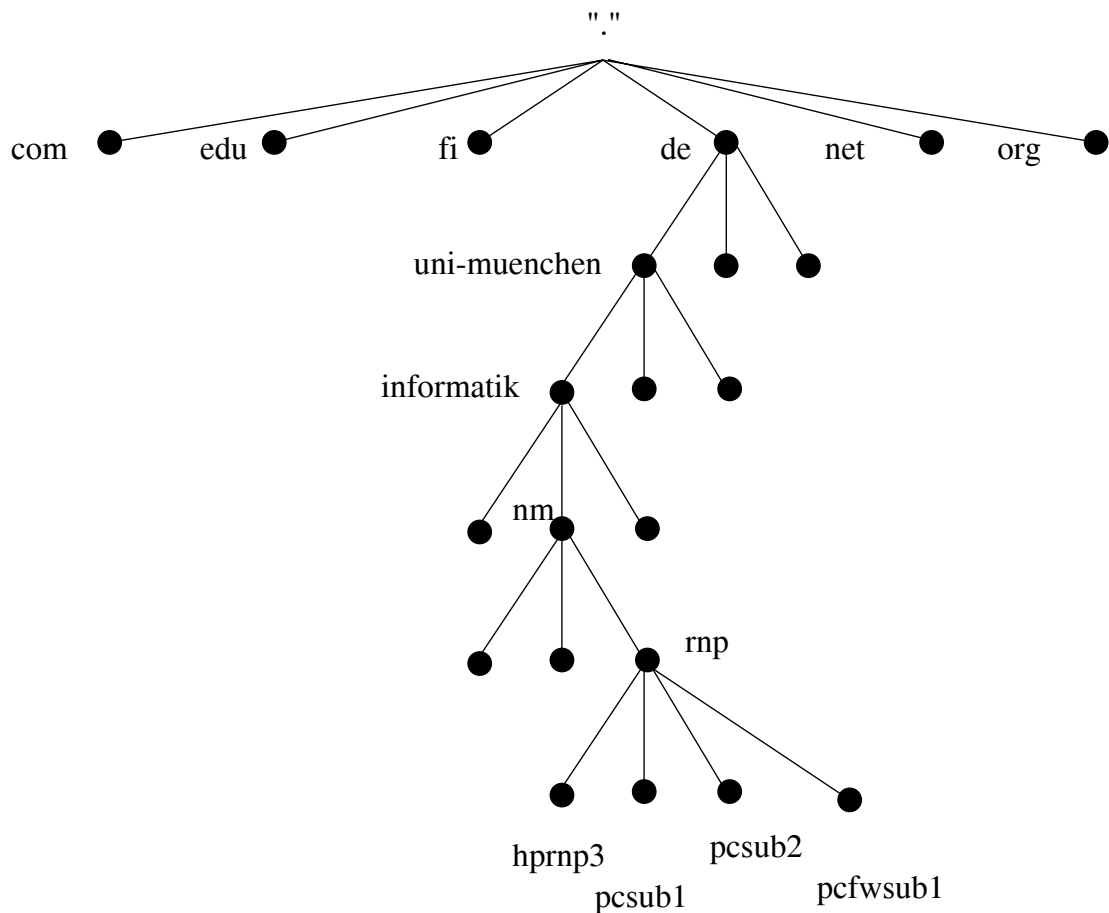 "."
com edu fi de net org
uni-muenchen
informatik
nm
rnp
hprnp3
pcsub1
pcsub2
pcfwsub1